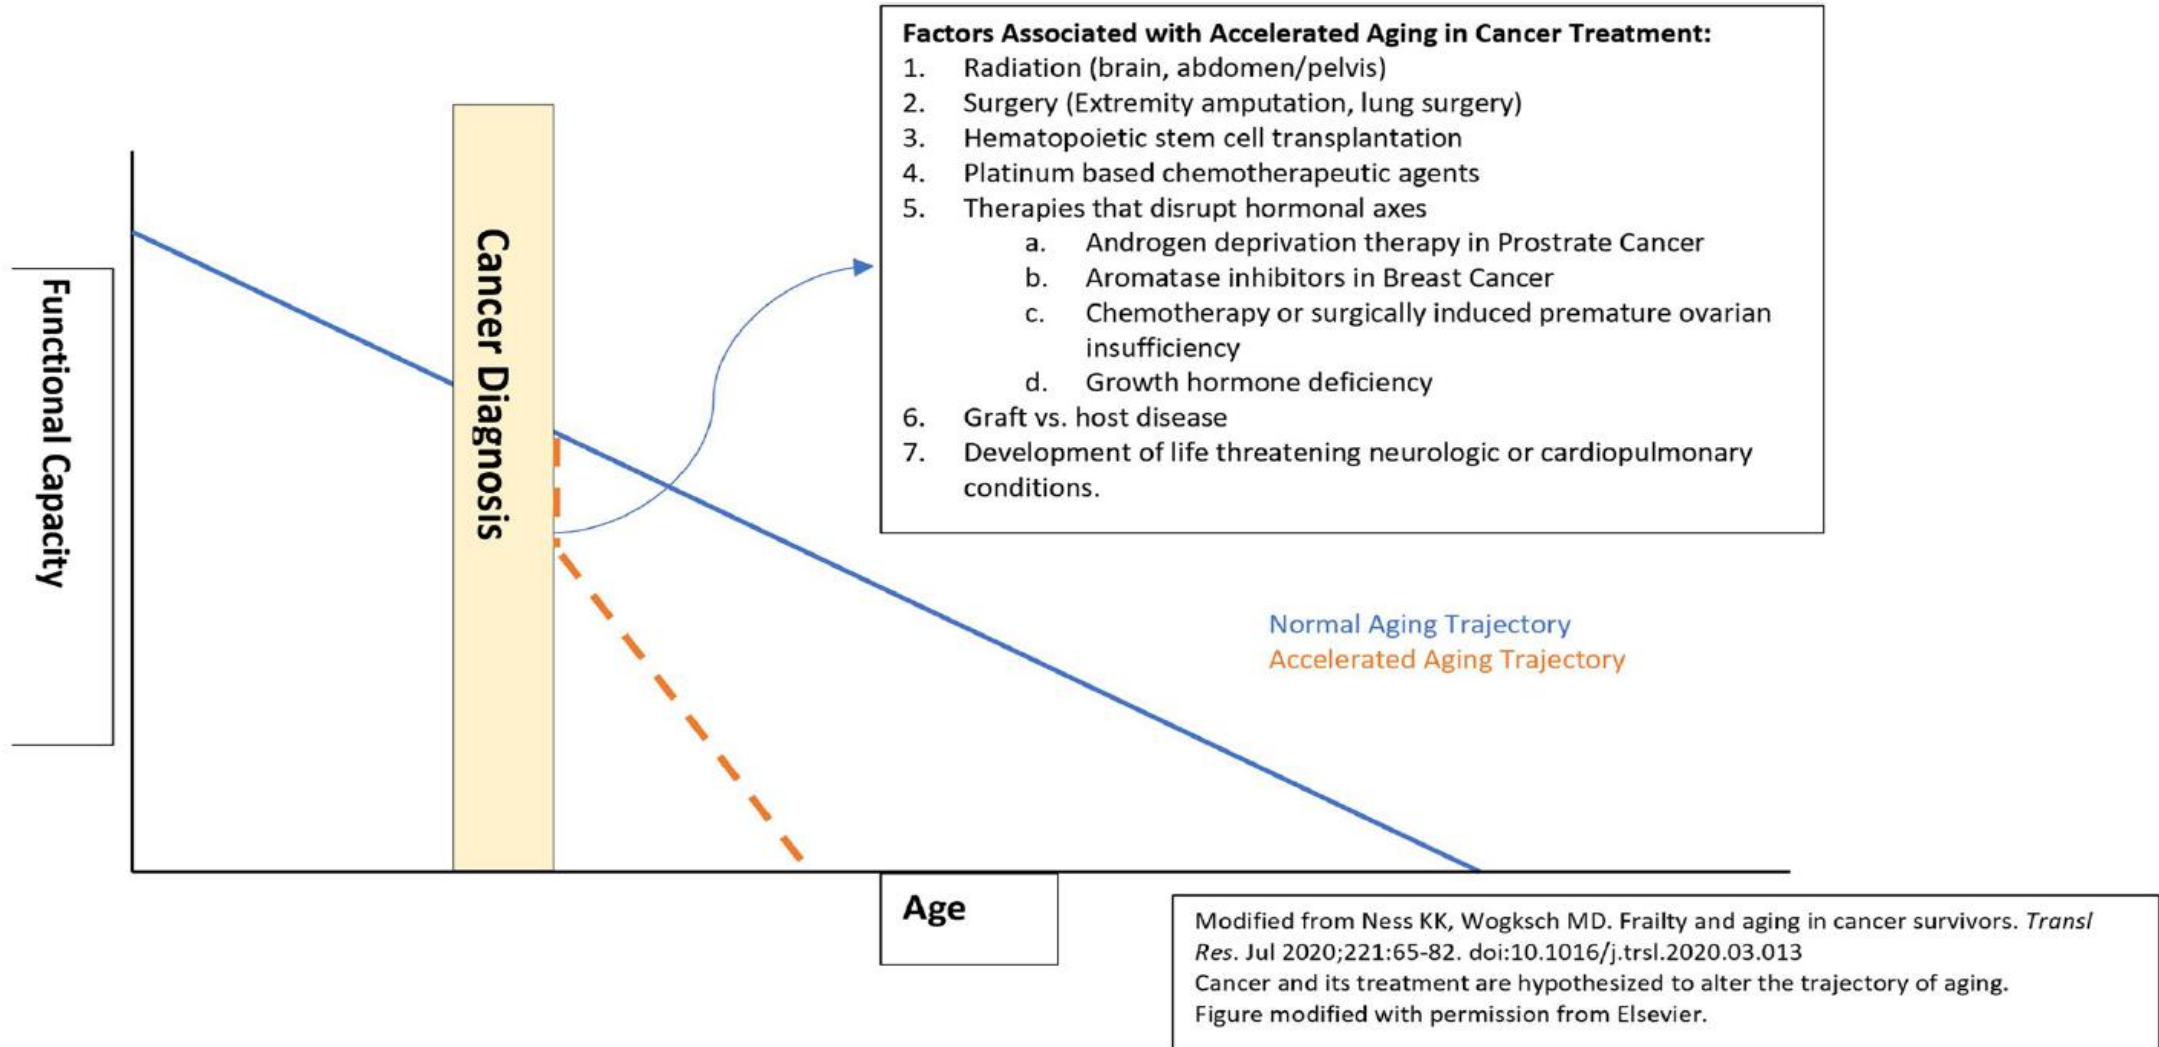 Factors Associated with Accelerated Aging in Cancer Treatment:
1. Radiation (brain, abdomen/pelvis)
2. Surgery (Extremity amputation, lung surgery)
3. Hematopoietic stem cell transplantation
4. Platinum based chemotherapeutic agents
5. Therapies that disrupt hormonal axes
a. Androgen deprivation therapy in Prostrate Cancer
b. Aromatase inhibitors in Breast Cancer
c. Chemotherapy or surgically induced premature ovarian
insufficiency
d. Growth hormone deficiency
6. Graft vs. host disease
7. Development of life threatening neurologic or cardiopulmonary
conditions.
Functional Capacity
Cancer Diagnosis
Normal Aging Trajectory
Accelerated Aging Trajectory
Age
Modified from Ness KK, Wogksch MD. Frailty and aging in cancer survivors. Transl
Res. Jul 2020;221:65-82. doi:10.1016/j.trsl.2020.03.013
Cancer and its treatment are hypothesized to alter the trajectory of aging.
Figure modified with permission from Elsevier.